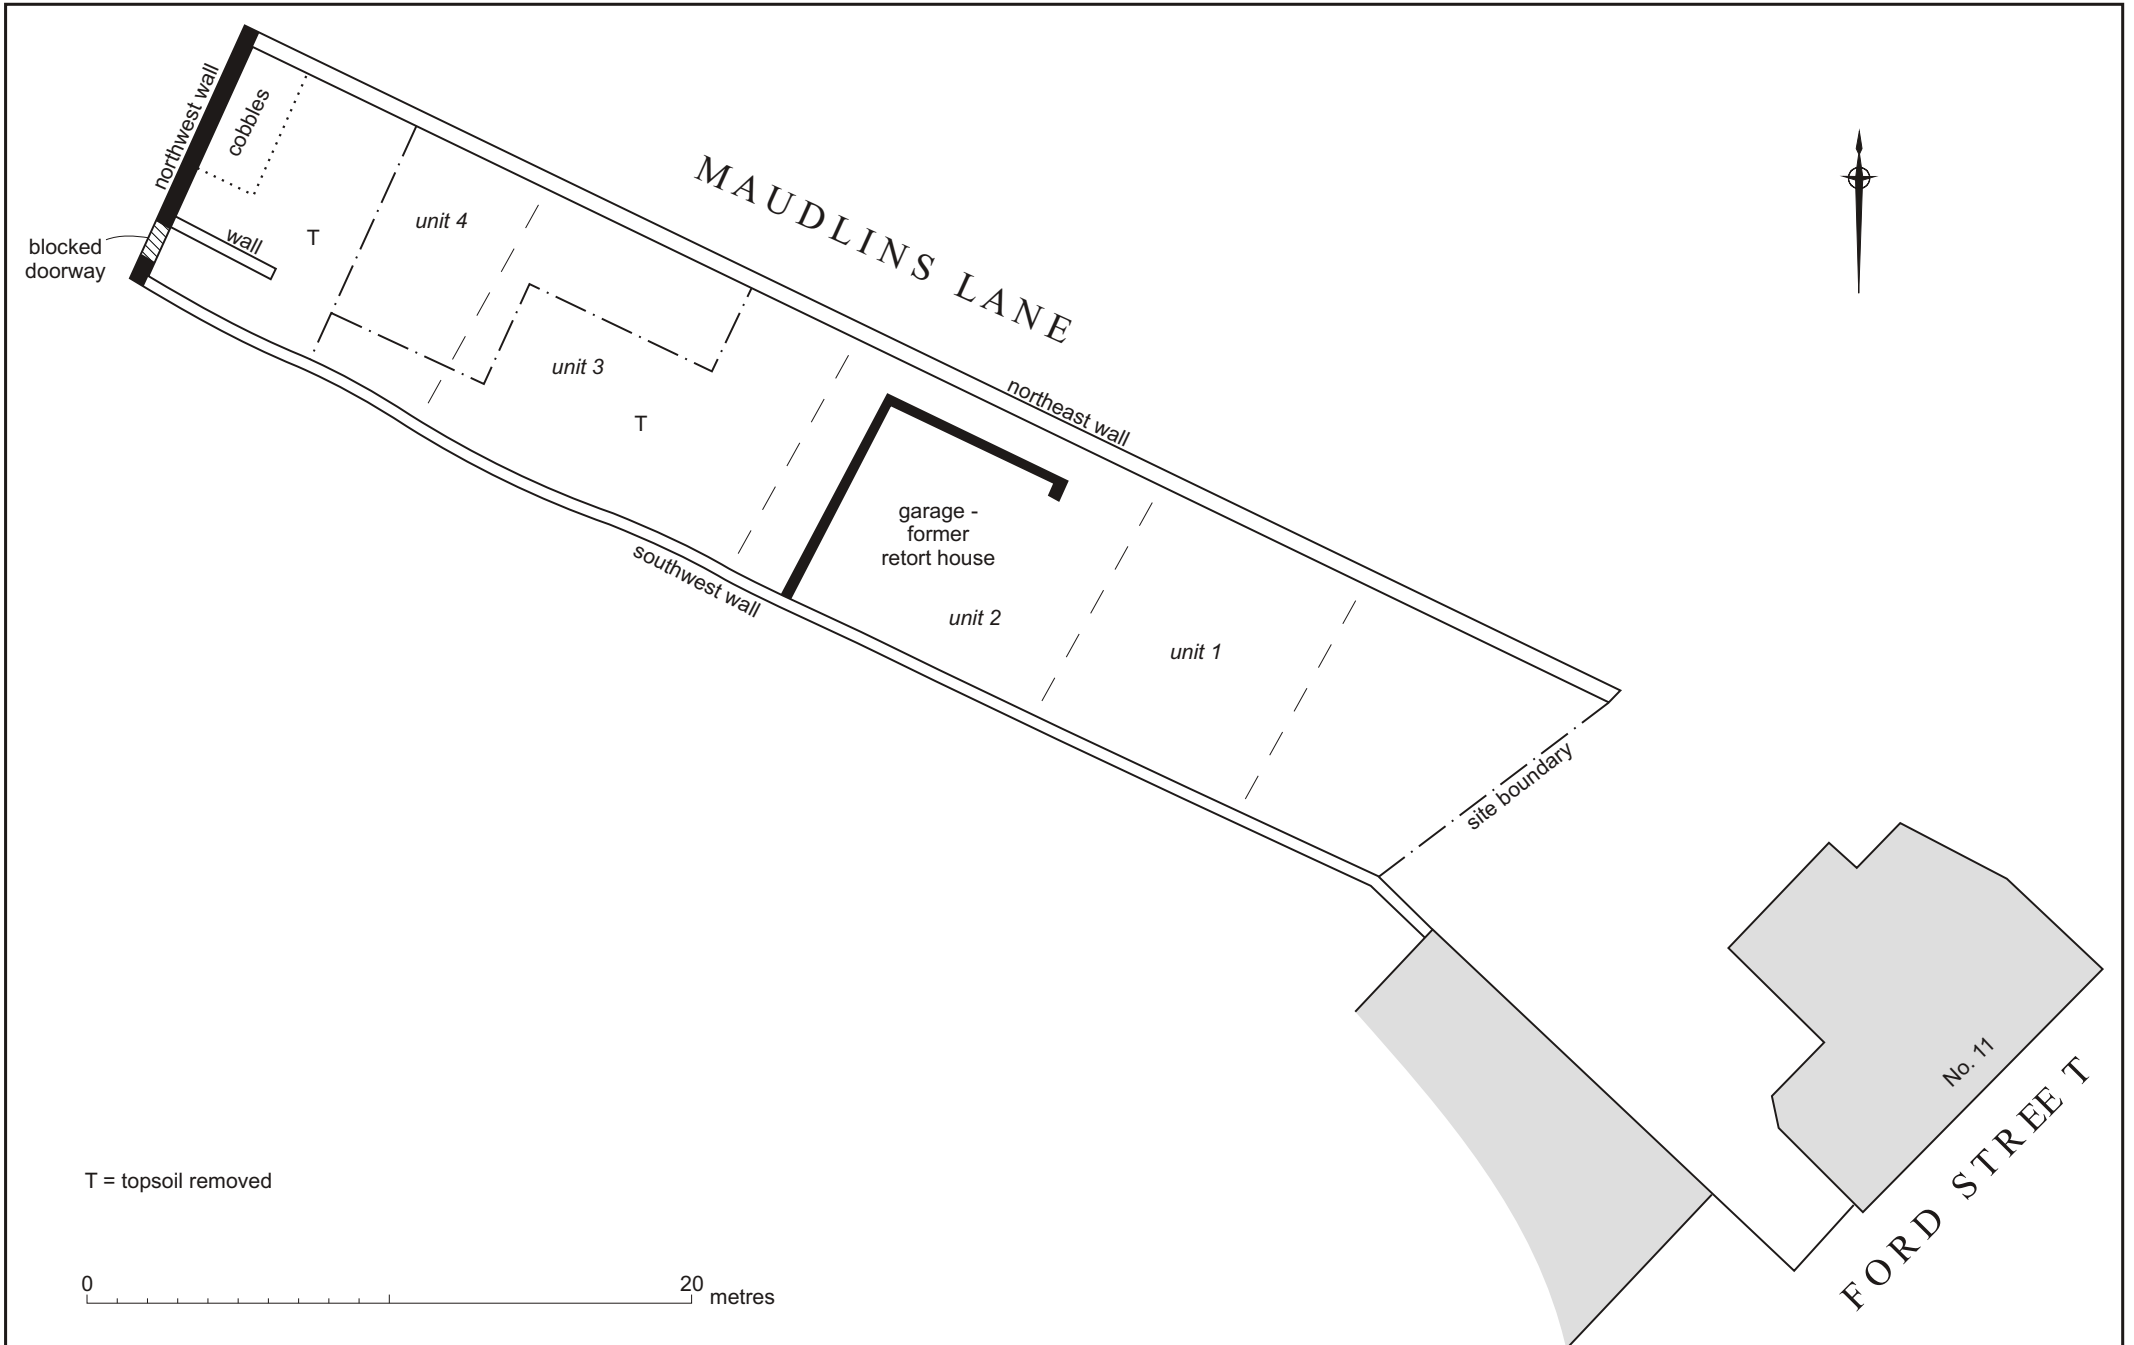 northwest wall
cobbles
MAUDLINS LANE
unit 4
wall
T
blocked
doorway
unit 3
T
northeast wall
garage -
former
retort house
southwest wall
unit 2
unit 1
site boundary
No. 11
FORD STREET
T = topsoil removed
0 20 metres